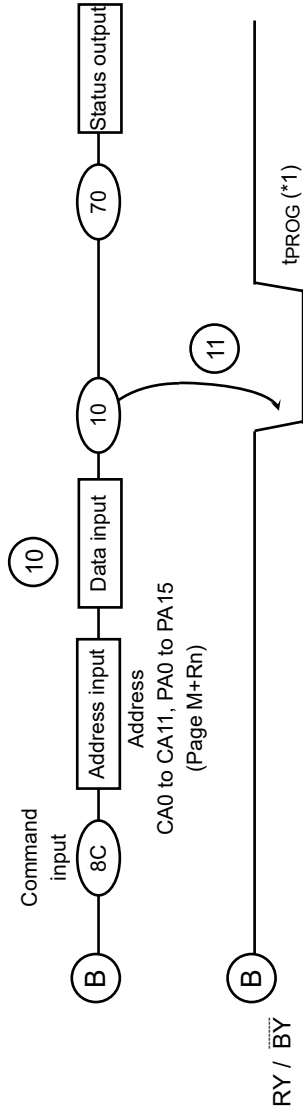 10
Command
input
B
8C
Address input
Data input
10
70
Status output
Address
CA0 to CA11, PA0 to PA15
(Page M+Rn)
11
B
tPROG (*1)
RY / BY